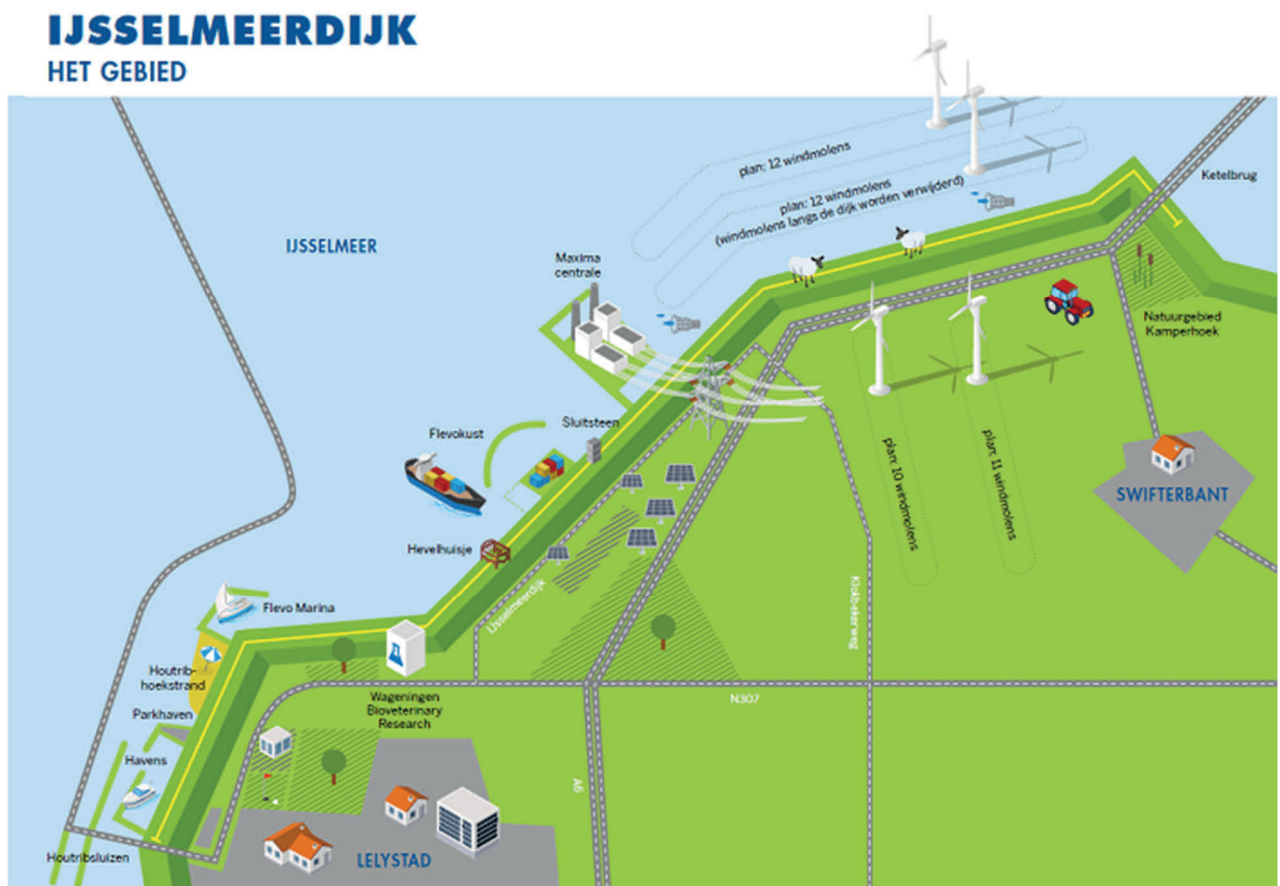 IJSSELMEERDIJK
HET GEBIED
plan: 12 windmolens
Ketelbrug
plan: 12 windmolens
(windmolens langs de dijk worden verwijderd)
IJSSELMEER
Maxima
centrale
Natuurgebied
Kamperhoek
Sluitsteen
Flevokust
plan: 10 windmolens
plan: 11 windmolens
SWIFTERBANT
Hevelhuisje
IJsselmeerdijk
Klokbekerweg
Flevo Marina
Houtrib-
hoekstrand
Wageningen
Bioveterinary
Research
N307
Parkhaven
Havens
A6
Houtribsluizen
LELYSTAD